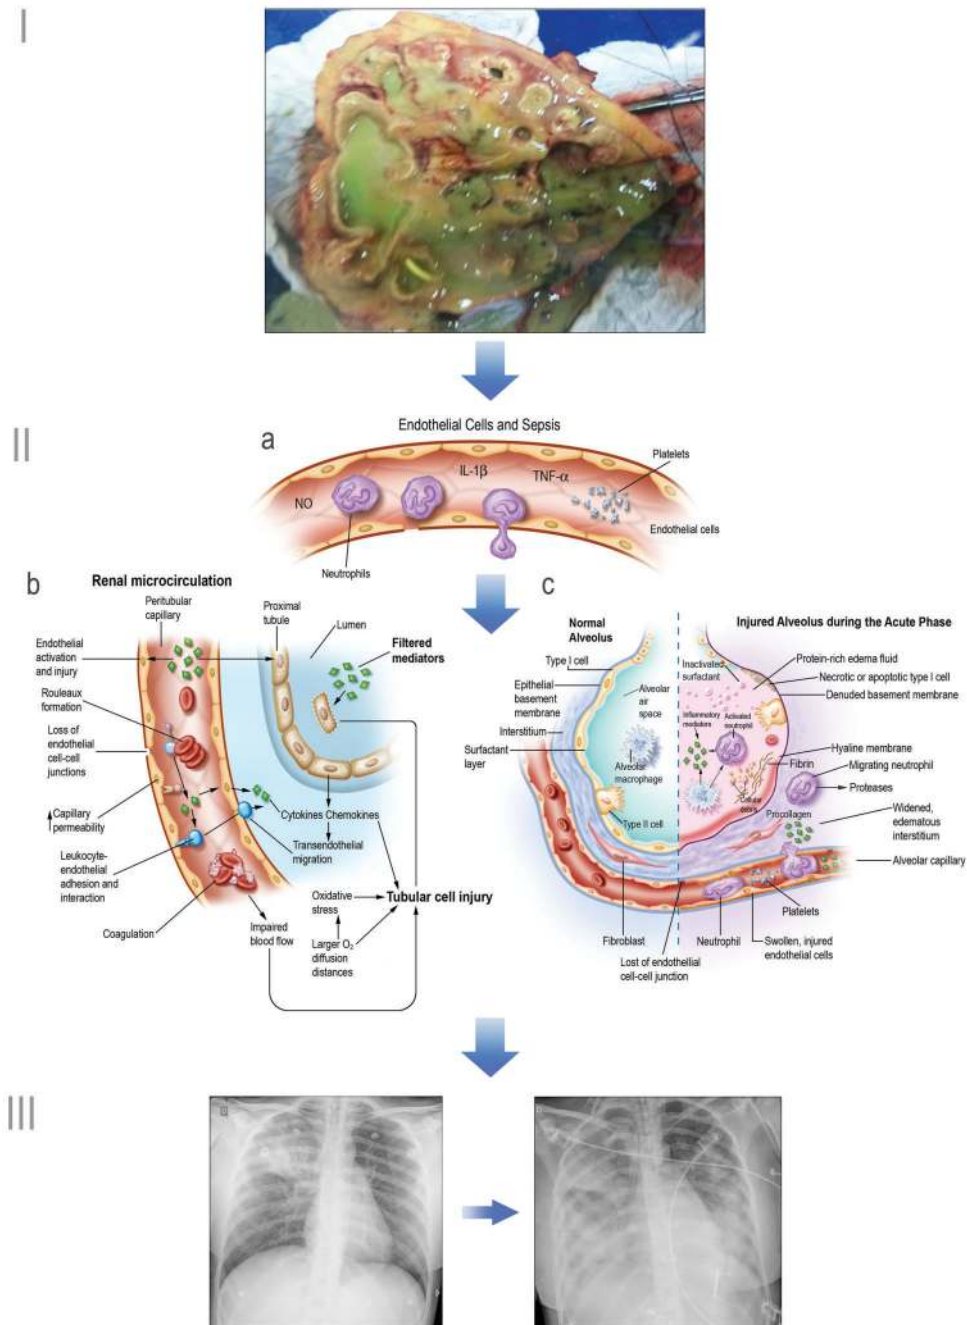 I
II
a
Endothelial Cells and Sepsis
Platelets
IL-1β
TNF-α
NO
Endothelial cells
Neutrophils
b
Renal microcirculation
Peritubular
capillary
Proximal
tubule
Lumen
Endothelial
activation
and injury
Filtered
mediators
Rouleaux
formation
Loss of
endothelial
cell-cell
junctions
Capillary
permeability
Cytokines Chemokines
Leukocyte-
endothelial
adhesion and
interaction
Transendothelial
migration
Coagulation
Impaired
blood flow
Oxidative
stress
Tubular cell injury
Larger O₂
diffusion
distances
c
Normal
Alveolus
Injured Alveolus during the Acute Phase
Type I cell
Epithelial
basement
membrane
Interstitium
Surfactant
layer
Alveolar
air
space
Alveolar
macrophage
Type II cell
Inactivated
surfactant
Protein-rich edema fluid
Necrotic or apoptotic type I cell
Denuded basement membrane
Inflammatory
mediators
Activated
neutrophil
Hyaline membrane
Fibrin
Migrating neutrophil
Cellular
debris
Proteases
Procollagen
Widened,
edematous
interstitium
Alveolar capillary
Platelets
Fibroblast
Neutrophil
Swollen, injured
endothelial cells
Lost of endothellial
cell-cell junction
III